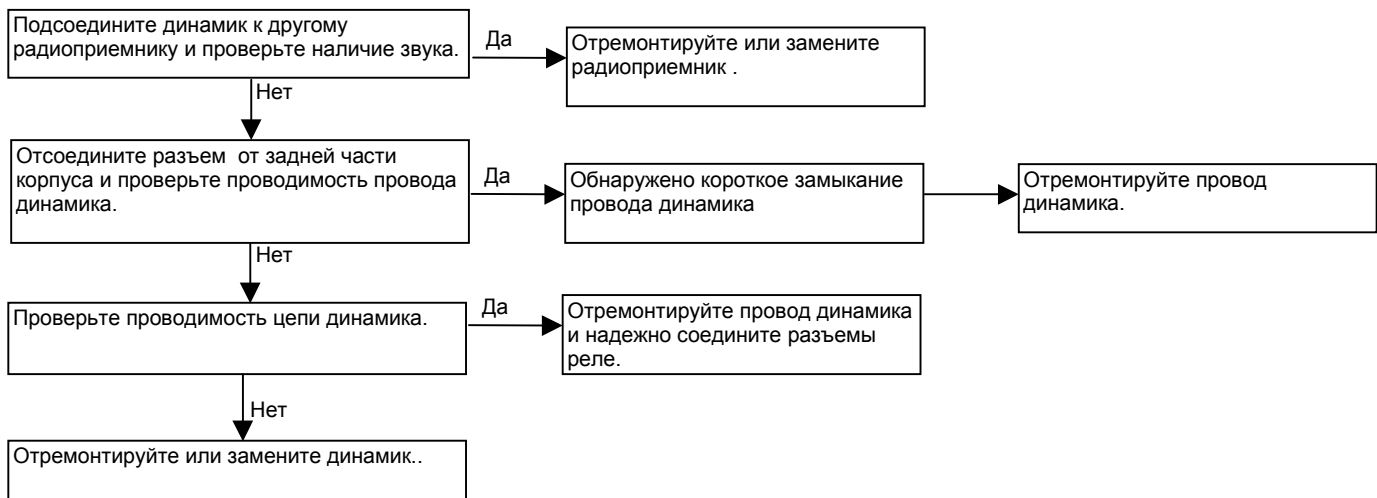 Подсоедините динамик к другому
радиоприемнику и проверьте наличие звука.
Да
Отремонтируйте или замените
радиоприемник .
Нет
Отсоедините разъем от задней части
корпуса и проверьте проводимость провода
динамика.
Да
Обнаружено короткое замыкание
провода динамика
Отремонтируйте провод
динамика.
Нет
Проверьте проводимость цепи динамика.
Да
Отремонтируйте провод динамика
и надежно соедините разъемы
реле.
Нет
Отремонтируйте или замените динамик..